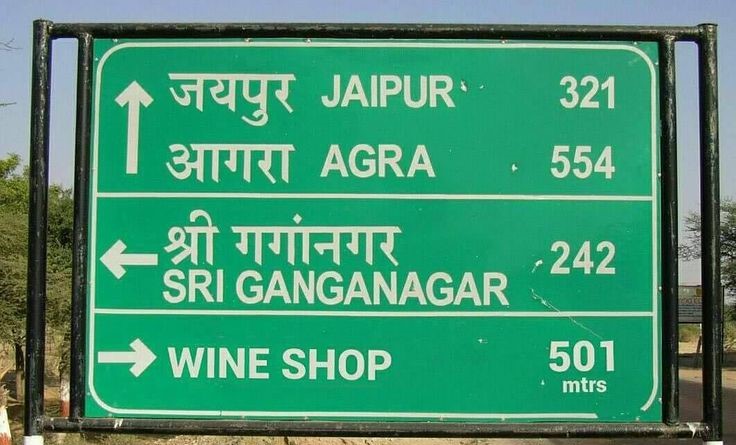 जयपुर JAIPUR 321
आगरा AGRA 554
श्री गगांनगर
SRI GANGANAGAR 242
WINE SHOP 501
mtrs